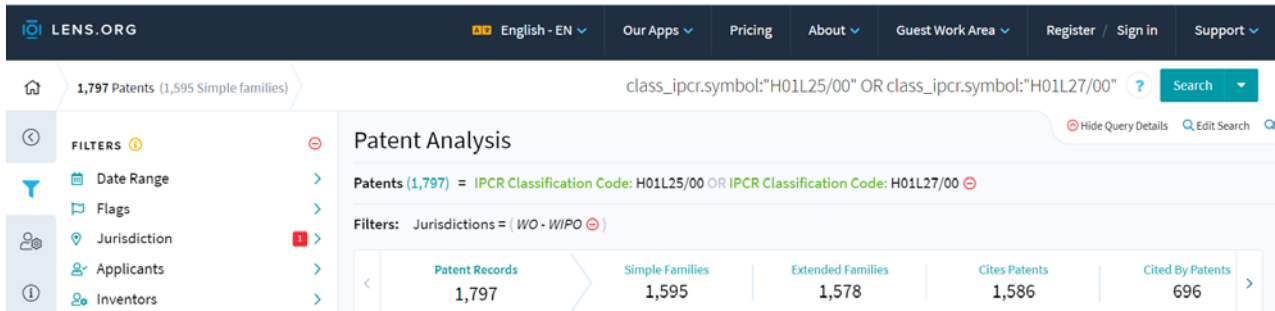 LENS.ORG
English - EN
Our Apps
Pricing
About
Guest Work Area
Register / Sign in
Support
1,797 Patents (1,595 Simple families)
class_ipcr.symbol:"H01L25/00" OR class_ipcr.symbol:"H01L27/00"
?
Search
Hide Query Details
Edit Search
FILTERS
Date Range
Flags
Jurisdiction 1
Applicants
Inventors
Patent Analysis
Patents (1,797) = IPCR Classification Code: H01L25/00 OR IPCR Classification Code: H01L27/00
Filters: Jurisdictions = ( WO - WIPO )
Patent Records
1,797
Simple Families
1,595
Extended Families
1,578
Cites Patents
1,586
Cited By Patents
696